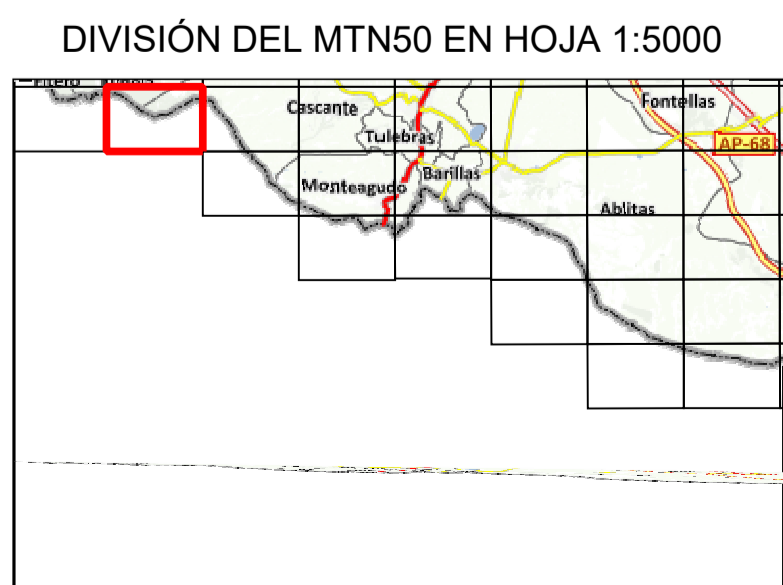 DIVISIÓN DEL MTN50 EN HOJA 1:5000
Cascante
Fontellas
Tulebras
AP-68
Barillas
Monteagudo
Ablitas